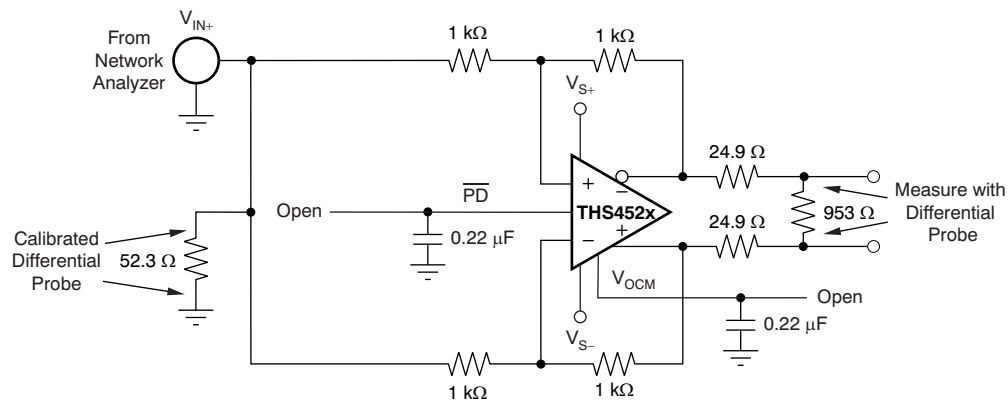 V_IN+
From
Network
Analyzer
1 kΩ
1 kΩ
V_S+
24.9 Ω
Open
PD
THS452x
+
−
−
+
953 Ω
Measure with
Differential
Probe
0.22 μF
24.9 Ω
Calibrated
Differential
Probe
52.3 Ω
V_OCM
Open
V_S−
0.22 μF
1 kΩ
1 kΩ